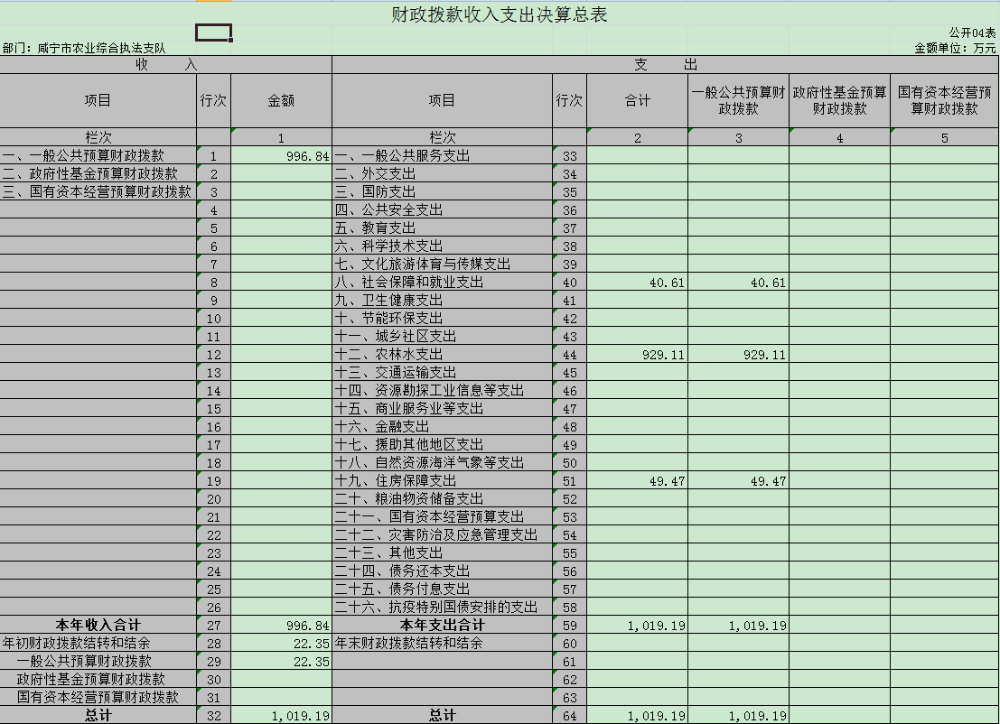 财政拨款收入支出决算总表
公开04表
部门：咸宁市农业综合执法支队 金额单位：万元
收 入 支 出
项目 行次 金额 项目 行次 合计 一般公共预算财政拨款 政府性基金预算财政拨款 国有资本经营预算财政拨款
栏次 1 栏次 2 3 4 5
一、一般公共预算财政拨款 1 996.84 一、一般公共服务支出 33
二、政府性基金预算财政拨款 2 二、外交支出 34
三、国有资本经营预算财政拨款 3 三、国防支出 35
4 四、公共安全支出 36
5 五、教育支出 37
6 六、科学技术支出 38
7 七、文化旅游体育与传媒支出 39
8 八、社会保障和就业支出 40 40.61 40.61
9 九、卫生健康支出 41
10 十、节能环保支出 42
11 十一、城乡社区支出 43
12 十二、农林水支出 44 929.11 929.11
13 十三、交通运输支出 45
14 十四、资源勘探工业信息等支出 46
15 十五、商业服务业等支出 47
16 十六、金融支出 48
17 十七、援助其他地区支出 49
18 十八、自然资源海洋气象等支出 50
19 十九、住房保障支出 51 49.47 49.47
20 二十、粮油物资储备支出 52
21 二十一、国有资本经营预算支出 53
22 二十二、灾害防治及应急管理支出 54
23 二十三、其他支出 55
24 二十四、债务还本支出 56
25 二十五、债务付息支出 57
26 二十六、抗疫特别国债安排的支出 58
本年收入合计 27 996.84 本年支出合计 59 1,019.19 1,019.19
年初财政拨款结转和结余 28 22.35 年末财政拨款结转和结余 60
一般公共预算财政拨款 29 22.35 61
政府性基金预算财政拨款 30 62
国有资本经营预算财政拨款 31 63
总计 32 1,019.19 总计 64 1,019.19 1,019.19